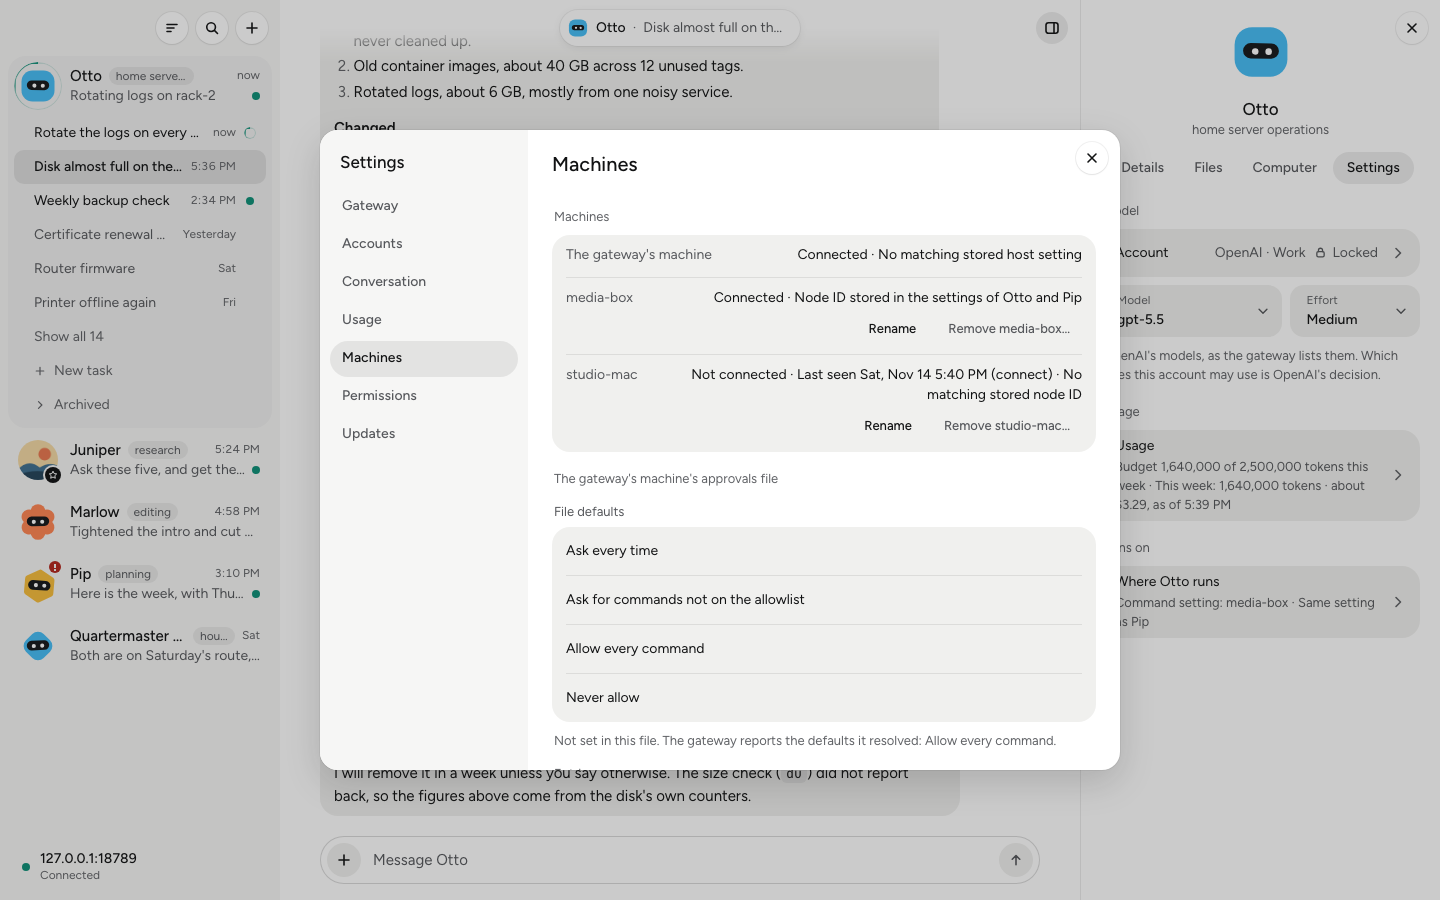 Otto
home serve...
now
Rotating logs on rack-2
Rotate the logs on every ...
now
Disk almost full on the...
5:36 PM
Weekly backup check
2:34 PM
Certificate renewal ...
Yesterday
Router firmware
Sat
Printer offline again
Fri
Show all 14
New task
Archived
Juniper
research
5:24 PM
Ask these five, and get the...
Marlow
editing
4:58 PM
Tightened the intro and cut ...
Pip
planning
3:10 PM
Here is the week, with Thu...
Quartermaster ...
hou...
Sat
Both are on Saturday's route,...
127.0.0.1:18789
Connected
Otto · Disk almost full on th...
never cleaned up.
2. Old container images, about 40 GB across 12 unused tags.
3. Rotated logs, about 6 GB, mostly from one noisy service.
Changed
Settings
Gateway
Accounts
Conversation
Usage
Machines
Permissions
Updates
Machines
Machines
The gateway's machine
Connected · No matching stored host setting
media-box
Connected · Node ID stored in the settings of Otto and Pip
Rename
Remove media-box...
studio-mac
Not connected · Last seen Sat, Nov 14 5:40 PM (connect) · No
matching stored node ID
Rename
Remove studio-mac...
The gateway's machine's approvals file
File defaults
Ask every time
Ask for commands not on the allowlist
Allow every command
Never allow
Not set in this file. The gateway reports the defaults it resolved: Allow every command.
I will remove it in a week unless you say otherwise. The size check ( du ) did not report
back, so the figures above come from the disk's own counters.
Message Otto
Otto
home server operations
Details
Files
Computer
Settings
Account
OpenAI · Work
Locked
Model
gpt-5.5
Effort
Medium
OpenAI's models, as the gateway lists them. Which
this account may use is OpenAI's decision.
Usage
Budget 1,640,000 of 2,500,000 tokens this
week · This week: 1,640,000 tokens · about
$3.29, as of 5:39 PM
on
Where Otto runs
Command setting: media-box · Same setting
as Pip